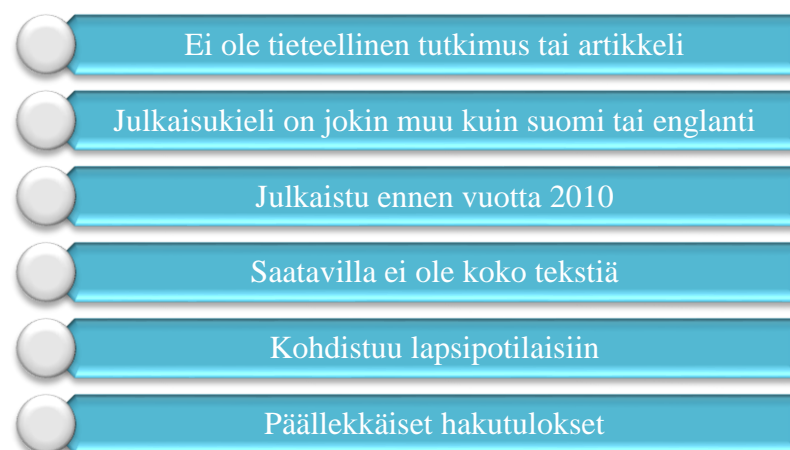 Ei ole tieteellinen tutkimus tai artikkeli
Julkaisukieli on jokin muu kuin suomi tai englanti
Julkaistu ennen vuotta 2010
Saatavilla ei ole koko tekstiä
Kohdistuu lapsipotilaisiin
Päällekkäiset hakutulokset